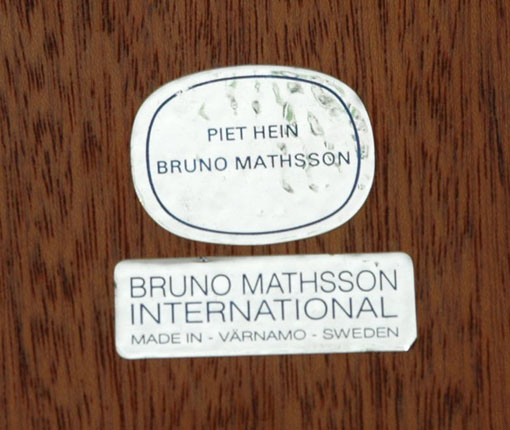 PIET HEIN
BRUNO MATHSSON
BRUNO MATHSSON
INTERNATIONAL
MADE IN - VÄRNAMO - SWEDEN